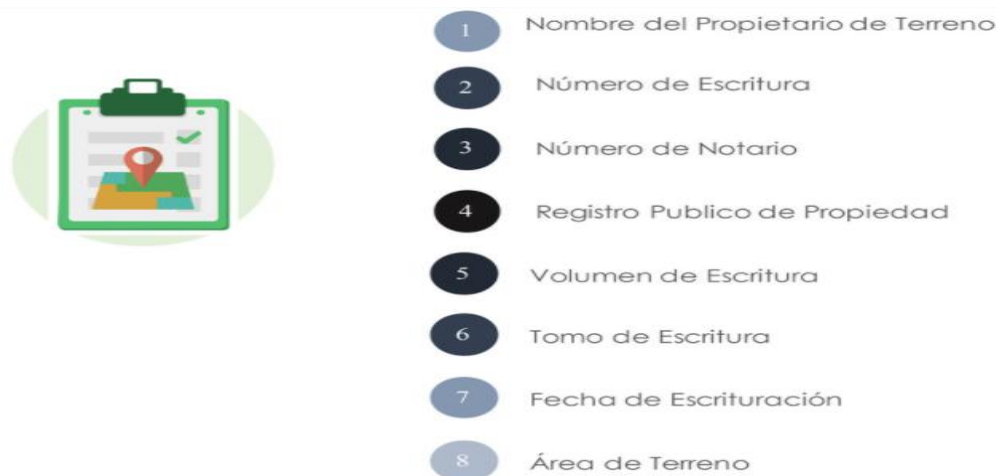 1 Nombre del Propietario de Terreno
2 Número de Escritura
3 Número de Notario
4 Registro Publico de Propiedad
5 Volumen de Escritura
6 Tomo de Escritura
7 Fecha de Escrituración
8 Área de Terreno